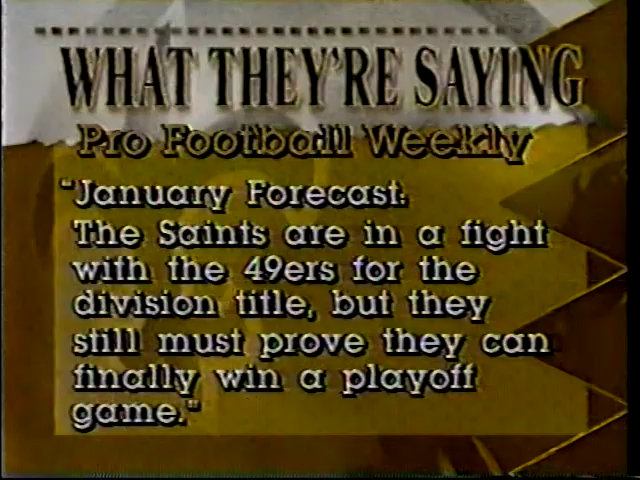 WHAT THEY'RE SAYING
Pro Football Weekly
"January Forecast:
The Saints are in a fight
with the 49ers for the
division title, but they
still must prove they can
finally win a playoff
game."